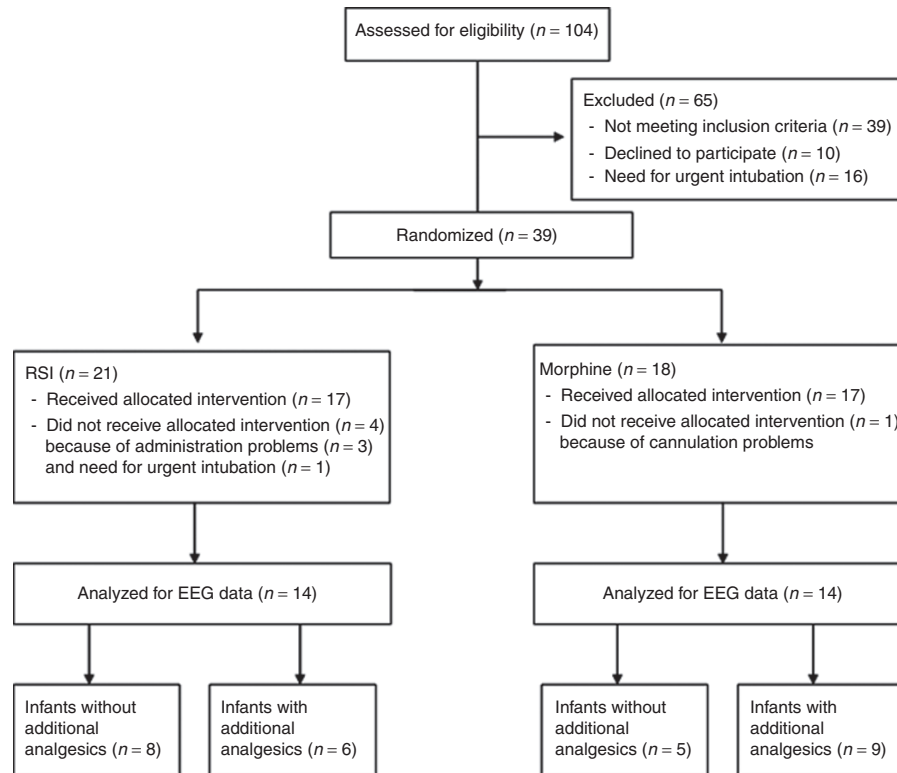 Assessed for eligibility (n = 104)
Excluded (n = 65)
- Not meeting inclusion criteria (n = 39)
- Declined to participate (n = 10)
- Need for urgent intubation (n = 16)
Randomized (n = 39)
RSI (n = 21)
- Received allocated intervention (n = 17)
- Did not receive allocated intervention (n = 4)
because of administration problems (n = 3)
and need for urgent intubation (n = 1)
Morphine (n = 18)
- Received allocated intervention (n = 17)
- Did not receive allocated intervention (n = 1)
because of cannulation problems
Analyzed for EEG data (n = 14)
Analyzed for EEG data (n = 14)
Infants without
additional
analgesics (n = 8)
Infants with
additional
analgesics (n = 6)
Infants without
additional
analgesics (n = 5)
Infants with
additional
analgesics (n = 9)